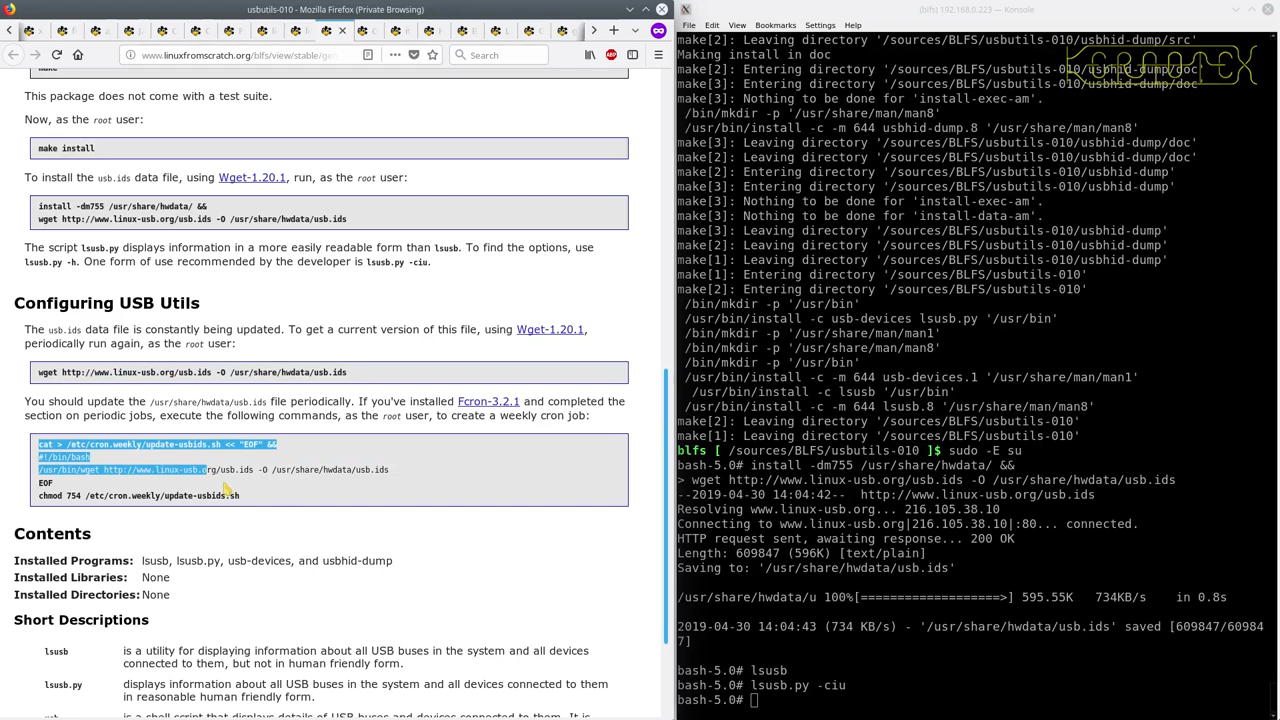 usbutils-010 - Mozilla Firefox (Private Browsing)
www.linuxfromscratch.org/blfs/view/stable/ge
Search
make
This package does not come with a test suite.
Now, as the root user:
make install
To install the usb.ids data file, using Wget-1.20.1, run, as the root user:
install -dm755 /usr/share/hwdata/ &&
wget http://www.linux-usb.org/usb.ids -O /usr/share/hwdata/usb.ids
The script lsusb.py displays information in a more easily readable form than lsusb. To find the options, use
lsusb.py -h. One form of use recommended by the developer is lsusb.py -ciu.
Configuring USB Utils
The usb.ids data file is constantly being updated. To get a current version of this file, using Wget-1.20.1,
periodically run again, as the root user:
wget http://www.linux-usb.org/usb.ids -O /usr/share/hwdata/usb.ids
You should update the /usr/share/hwdata/usb.ids file periodically. If you've installed Fcron-3.2.1 and completed the
section on periodic jobs, execute the following commands, as the root user, to create a weekly cron job:
cat > /etc/cron.weekly/update-usbids.sh << "EOF" &&
#!/bin/bash
/usr/bin/wget http://www.linux-usb.org/usb.ids -O /usr/share/hwdata/usb.ids
EOF
chmod 754 /etc/cron.weekly/update-usbids.sh
Contents
Installed Programs: lsusb, lsusb.py, usb-devices, and usbhid-dump
Installed Libraries: None
Installed Directories: None
Short Descriptions
lsusb is a utility for displaying information about all USB buses in the system and all devices
connected to them, but not in human friendly form.
lsusb.py displays information about all USB buses in the system and all devices connected to them
in reasonable human friendly form.
is a shell script that displays details of USB buses and devices connected to them. It is
(blfs) 192.168.0.223 — Konsole
File Edit View Bookmarks Settings Help
KERNOTEX
make[2]: Leaving directory '/sources/BLFS/usbutils-010/usbhid-dump/src'
Making install in doc
make[2]: Entering directory '/sources/BLFS/usbutils-010/usbhid-dump/doc'
make[3]: Entering directory '/sources/BLFS/usbutils-010/usbhid-dump/doc'
make[3]: Nothing to be done for 'install-exec-am'.
/bin/mkdir -p '/usr/share/man/man8'
/usr/bin/install -c -m 644 usbhid-dump.8 '/usr/share/man/man8'
make[3]: Leaving directory '/sources/BLFS/usbutils-010/usbhid-dump/doc'
make[2]: Leaving directory '/sources/BLFS/usbutils-010/usbhid-dump/doc'
make[2]: Entering directory '/sources/BLFS/usbutils-010/usbhid-dump'
make[3]: Entering directory '/sources/BLFS/usbutils-010/usbhid-dump'
make[3]: Nothing to be done for 'install-exec-am'.
make[3]: Nothing to be done for 'install-data-am'.
make[3]: Leaving directory '/sources/BLFS/usbutils-010/usbhid-dump'
make[2]: Leaving directory '/sources/BLFS/usbutils-010/usbhid-dump'
make[1]: Leaving directory '/sources/BLFS/usbutils-010/usbhid-dump'
make[1]: Entering directory '/sources/BLFS/usbutils-010'
make[2]: Entering directory '/sources/BLFS/usbutils-010'
/bin/mkdir -p '/usr/bin'
/usr/bin/install -c usb-devices lsusb.py '/usr/bin'
/bin/mkdir -p '/usr/share/man/man1'
/bin/mkdir -p '/usr/share/man/man8'
/bin/mkdir -p '/usr/bin'
/usr/bin/install -c -m 644 usb-devices.1 '/usr/share/man/man1'
/usr/bin/install -c lsusb '/usr/bin'
/usr/bin/install -c -m 644 lsusb.8 '/usr/share/man/man8'
make[2]: Leaving directory '/sources/BLFS/usbutils-010'
make[1]: Leaving directory '/sources/BLFS/usbutils-010'
blfs [ /sources/BLFS/usbutils-010 ]$ sudo -E su
bash-5.0# install -dm755 /usr/share/hwdata/ &&
> wget http://www.linux-usb.org/usb.ids -O /usr/share/hwdata/usb.ids
--2019-04-30 14:04:42-- http://www.linux-usb.org/usb.ids
Resolving www.linux-usb.org... 216.105.38.10
Connecting to www.linux-usb.org|216.105.38.10|:80... connected.
HTTP request sent, awaiting response... 200 OK
Length: 609847 (596K) [text/plain]
Saving to: '/usr/share/hwdata/usb.ids'
/usr/share/hwdata/u 100%[===================>] 595.55K 734KB/s in 0.8s
2019-04-30 14:04:43 (734 KB/s) - '/usr/share/hwdata/usb.ids' saved [609847/60984
7]
bash-5.0# lsusb
bash-5.0# lsusb.py -ciu
bash-5.0#